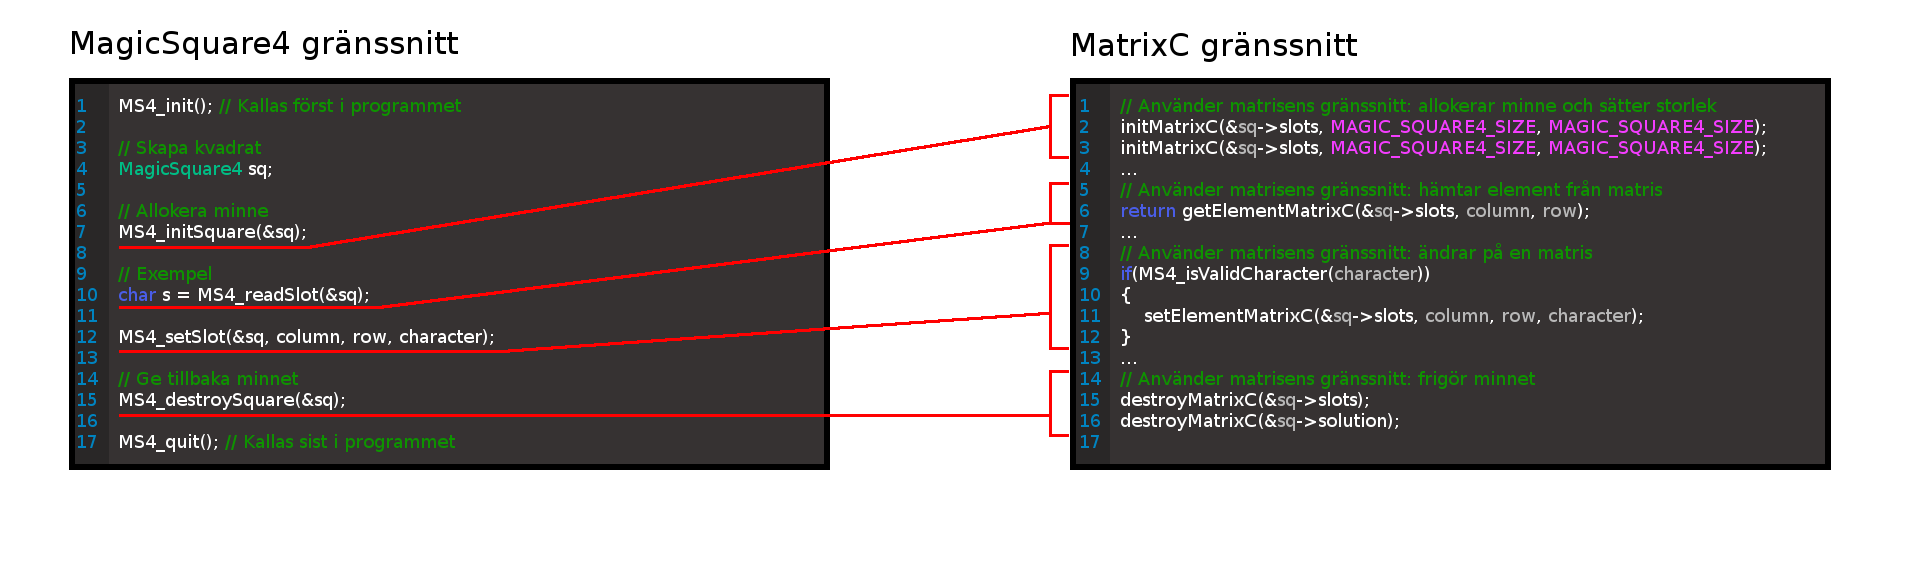 MagicSquare4 gränssnitt
1 MS4_init(); // Kallas först i programmet
2
3 // Skapa kvadrat
4 MagicSquare4 sq;
5
6 // Allokera minne
7 MS4_initSquare(&sq);
8
9 // Exempel
10 char s = MS4_readSlot(&sq);
11
12 MS4_setSlot(&sq, column, row, character);
13
14 // Ge tillbaka minnet
15 MS4_destroySquare(&sq);
16
17 MS4_quit(); // Kallas sist i programmet
MatrixC gränssnitt
1 // Använder matrisens gränssnitt: allokerar minne och sätter storlek
2 initMatrixC(&sq->slots, MAGIC_SQUARE4_SIZE, MAGIC_SQUARE4_SIZE);
3 initMatrixC(&sq->slots, MAGIC_SQUARE4_SIZE, MAGIC_SQUARE4_SIZE);
4 ...
5 // Använder matrisens gränssnitt: hämtar element från matris
6 return getElementMatrixC(&sq->slots, column, row);
7 ...
8 // Använder matrisens gränssnitt: ändrar på en matris
9 if(MS4_isValidCharacter(character))
10 {
11 setElementMatrixC(&sq->slots, column, row, character);
12 }
13 ...
14 // Använder matrisens gränssnitt: frigör minnet
15 destroyMatrixC(&sq->slots);
16 destroyMatrixC(&sq->solution);
17